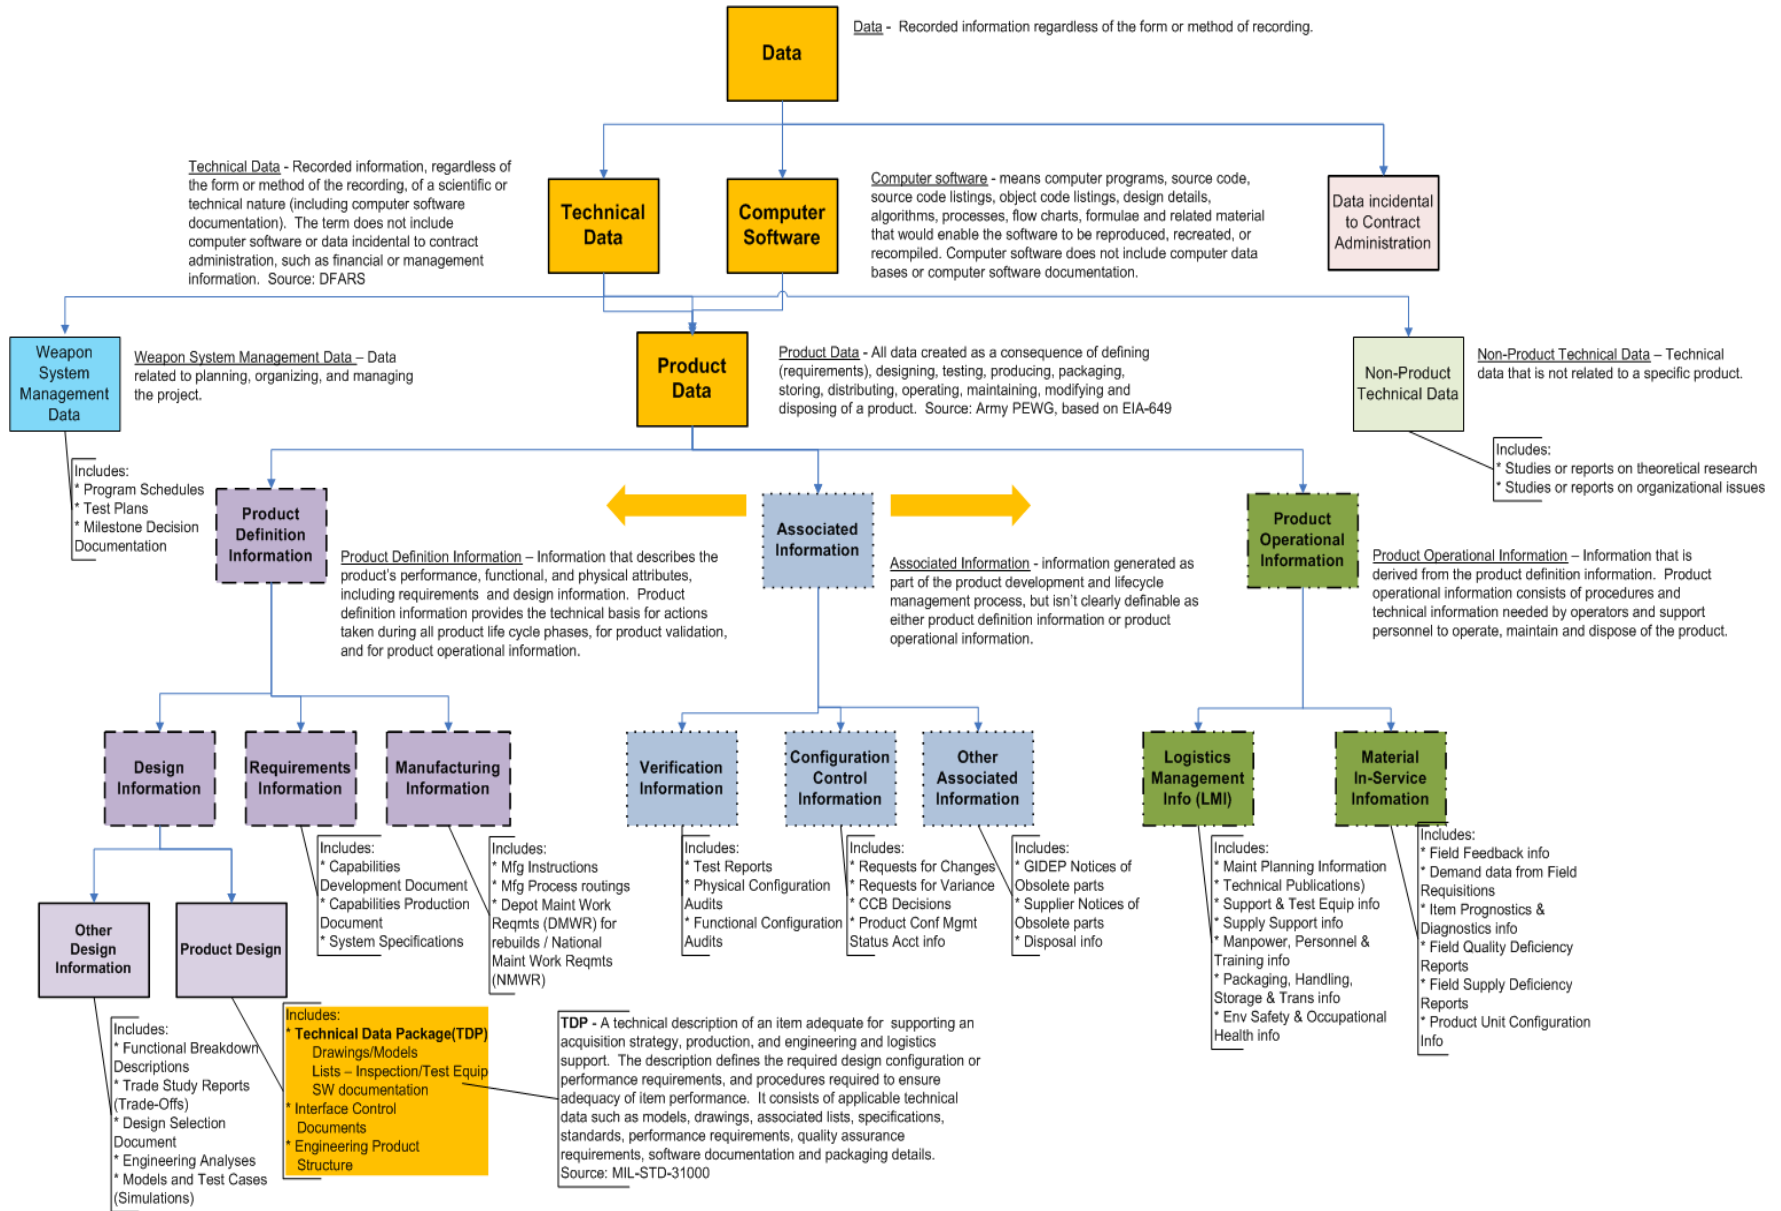 Data
Data - Recorded information regardless of the form or method of recording.
Technical Data - Recorded information, regardless of
the form or method of the recording, of a scientific or
technical nature (including computer software
documentation). The term does not include
computer software or data incidental to contract
administration, such as financial or management
information. Source: DFARS
Technical
Data
Computer
Software
Computer software - means computer programs, source code,
source code listings, object code listings, design details,
algorithms, processes, flow charts, formulae and related material
that would enable the software to be reproduced, recreated, or
recompiled. Computer software does not include computer data
bases or computer software documentation.
Data incidental
to Contract
Administration
Weapon
System
Management
Data
Weapon System Management Data – Data
related to planning, organizing, and managing
the project.
Product
Data
Product Data - All data created as a consequence of defining
(requirements), designing, testing, producing, packaging,
storing, distributing, operating, maintaining, modifying and
disposing of a product. Source: Army PEWG, based on EIA-649
Non-Product
Technical Data
Non-Product Technical Data – Technical
data that is not related to a specific product.
Includes:
* Program Schedules
* Test Plans
* Milestone Decision
Documentation
Includes:
* Studies or reports on theoretical research
* Studies or reports on organizational issues
Product
Definition
Information
Product Definition Information – Information that describes the
product's performance, functional, and physical attributes,
including requirements and design information. Product
definition information provides the technical basis for actions
taken during all product life cycle phases, for product validation,
and for product operational information.
Associated
Information
Associated Information - information generated as
part of the product development and lifecycle
management process, but isn't clearly definable as
either product definition information or product
operational information.
Product
Operational
Information
Product Operational Information – Information that is
derived from the product definition information. Product
operational information consists of procedures and
technical information needed by operators and support
personnel to operate, maintain and dispose of the product.
Design
Information
Requirements
Information
Manufacturing
Information
Verification
Information
Configuration
Control
Information
Other
Associated
Information
Logistics
Management
Info (LMI)
Material
In-Service
Infomation
Includes:
* Capabilities
Development Document
* Capabilities Production
Document
* System Specifications
Includes:
* Mfg Instructions
* Mfg Process routings
* Depot Maint Work
Reqmts (DMWR) for
rebuilds / National
Maint Work Reqmts
(NMWR)
Includes:
* Test Reports
* Physical Configuration
Audits
* Functional Configuration
Audits
Includes:
* Requests for Changes
* Requests for Variance
* CCB Decisions
* Product Conf Mgmt
Status Acct info
Includes:
* GIDEP Notices of
Obsolete parts
* Supplier Notices of
Obsolete parts
* Disposal info
Includes:
* Maint Planning Information
* Technical Publications)
* Support & Test Equip info
* Supply Support info
* Manpower, Personnel &
Training info
* Packaging, Handling,
Storage & Trans info
* Env Safety & Occupational
Health info
Includes:
* Field Feedback info
* Demand data from Field
Requisitions
* Item Prognostics &
Diagnostics info
* Field Quality Deficiency
Reports
* Field Supply Deficiency
Reports
* Product Unit Configuration
Info
Other
Design
Information
Product Design
Includes:
* Functional Breakdown
Descriptions
* Trade Study Reports
(Trade-Offs)
* Design Selection
Document
* Engineering Analyses
* Models and Test Cases
(Simulations)
Includes:
* Technical Data Package(TDP)
Drawings/Models
Lists – Inspection/Test Equip
SW documentation
* Interface Control
Documents
* Engineering Product
Structure
TDP - A technical description of an item adequate for supporting an
acquisition strategy, production, and engineering and logistics
support. The description defines the required design configuration or
performance requirements, and procedures required to ensure
adequacy of item performance. It consists of applicable technical
data such as models, drawings, associated lists, specifications,
standards, performance requirements, quality assurance
requirements, software documentation and packaging details.
Source: MIL-STD-31000